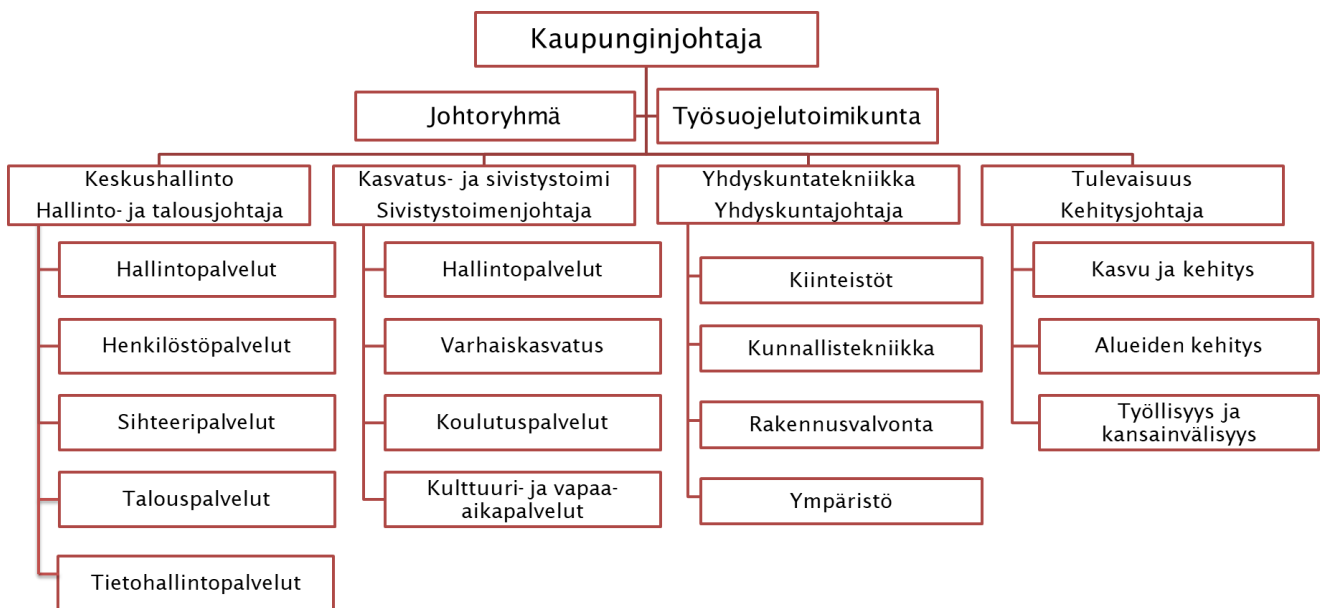 Kaupunginjohtaja
Johtoryhmä
Työsuojelutoimikunta
Keskushallinto
Hallinto- ja talousjohtaja
Hallintopalvelut
Henkilöstöpalvelut
Sihteeripalvelut
Talouspalvelut
Tietohallintopalvelut
Kasvatus- ja sivistystoimi
Sivistystoimenjohtaja
Hallintopalvelut
Varhaiskasvatus
Koulutuspalvelut
Kulttuuri- ja vapaa-
aikapalvelut
Yhdyskuntatekniikka
Yhdyskuntajohtaja
Kiinteistöt
Kunnallistekniikka
Rakennusvalvonta
Ympäristö
Tulevaisuus
Kehitysjohtaja
Kasvu ja kehitys
Alueiden kehitys
Työllisyys ja
kansainvälisyys